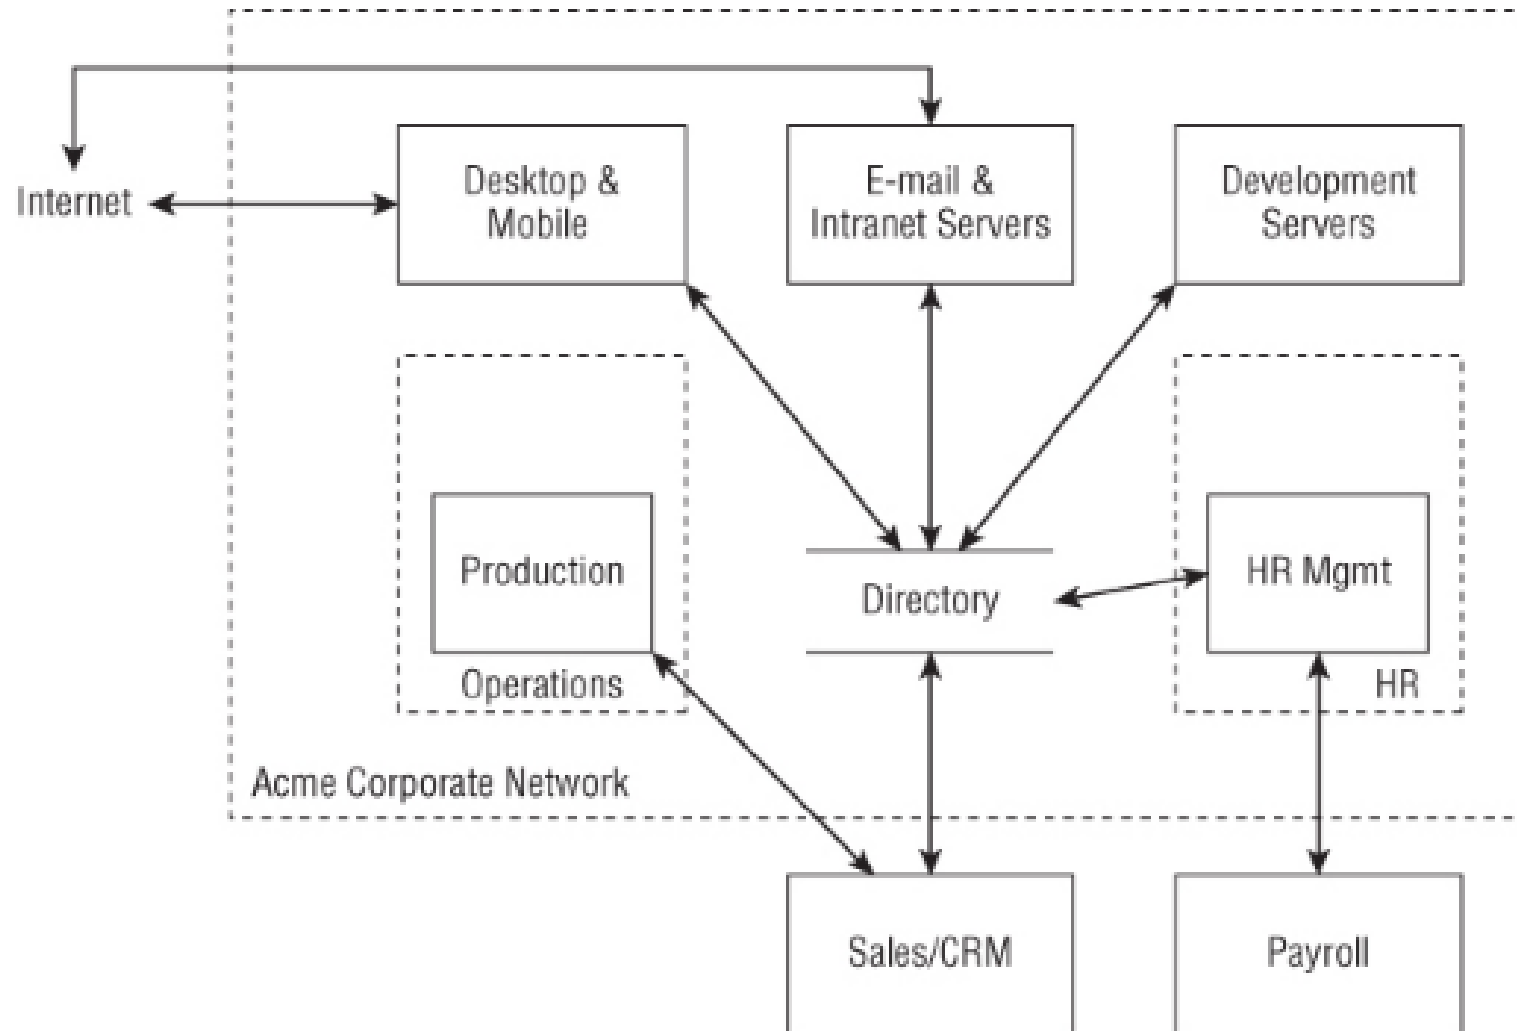 Desktop &
Mobile
E-mail &
Intranet Servers
Development
Servers
Internet
Production
Directory
HR Mgmt
Operations
HR
Acme Corporate Network
Sales/CRM
Payroll